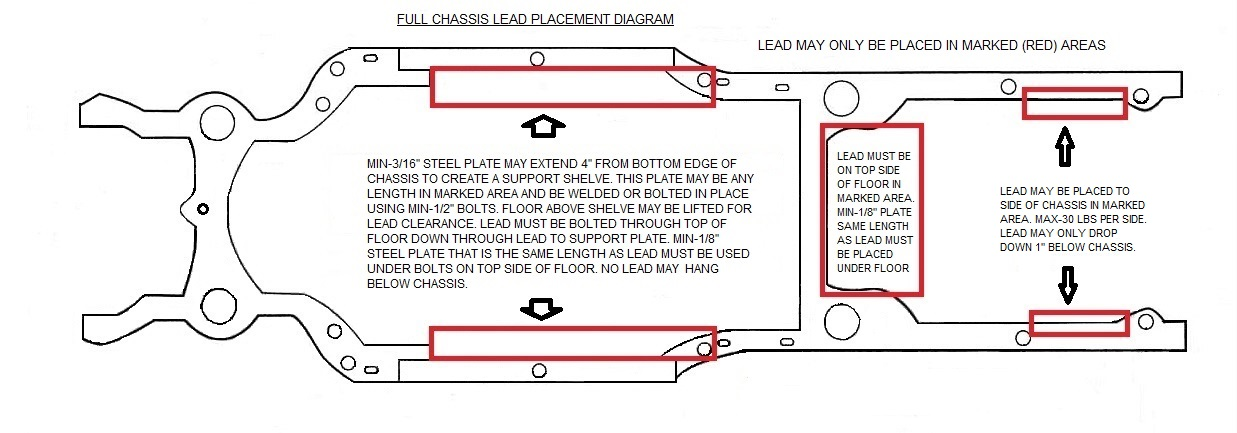 FULL CHASSIS LEAD PLACEMENT DIAGRAM
LEAD MAY ONLY BE PLACED IN MARKED (RED) AREAS
MIN-3/16" STEEL PLATE MAY EXTEND 4" FROM BOTTOM EDGE OF
CHASSIS TO CREATE A SUPPORT SHELVE. THIS PLATE MAY BE ANY
LENGTH IN MARKED AREA AND BE WELDED OR BOLTED IN PLACE
USING MIN-1/2" BOLTS. FLOOR ABOVE SHELVE MAY BE LIFTED FOR
LEAD CLEARANCE. LEAD MUST BE BOLTED THROUGH TOP OF
FLOOR DOWN THROUGH LEAD TO SUPPORT PLATE. MIN-1/8"
STEEL PLATE THAT IS THE SAME LENGTH AS LEAD MUST BE USED
UNDER BOLTS ON TOP SIDE OF FLOOR. NO LEAD MAY HANG
BELOW CHASSIS.
LEAD MUST BE
ON TOP SIDE
OF FLOOR IN
MARKED AREA.
MIN-1/8" PLATE
SAME LENGTH
AS LEAD MUST
BE PLACED
UNDER FLOOR
LEAD MAY BE PLACED TO
SIDE OF CHASSIS IN MARKED
AREA. MAX-30 LBS PER SIDE.
LEAD MAY ONLY DROP
DOWN 1" BELOW CHASSIS.